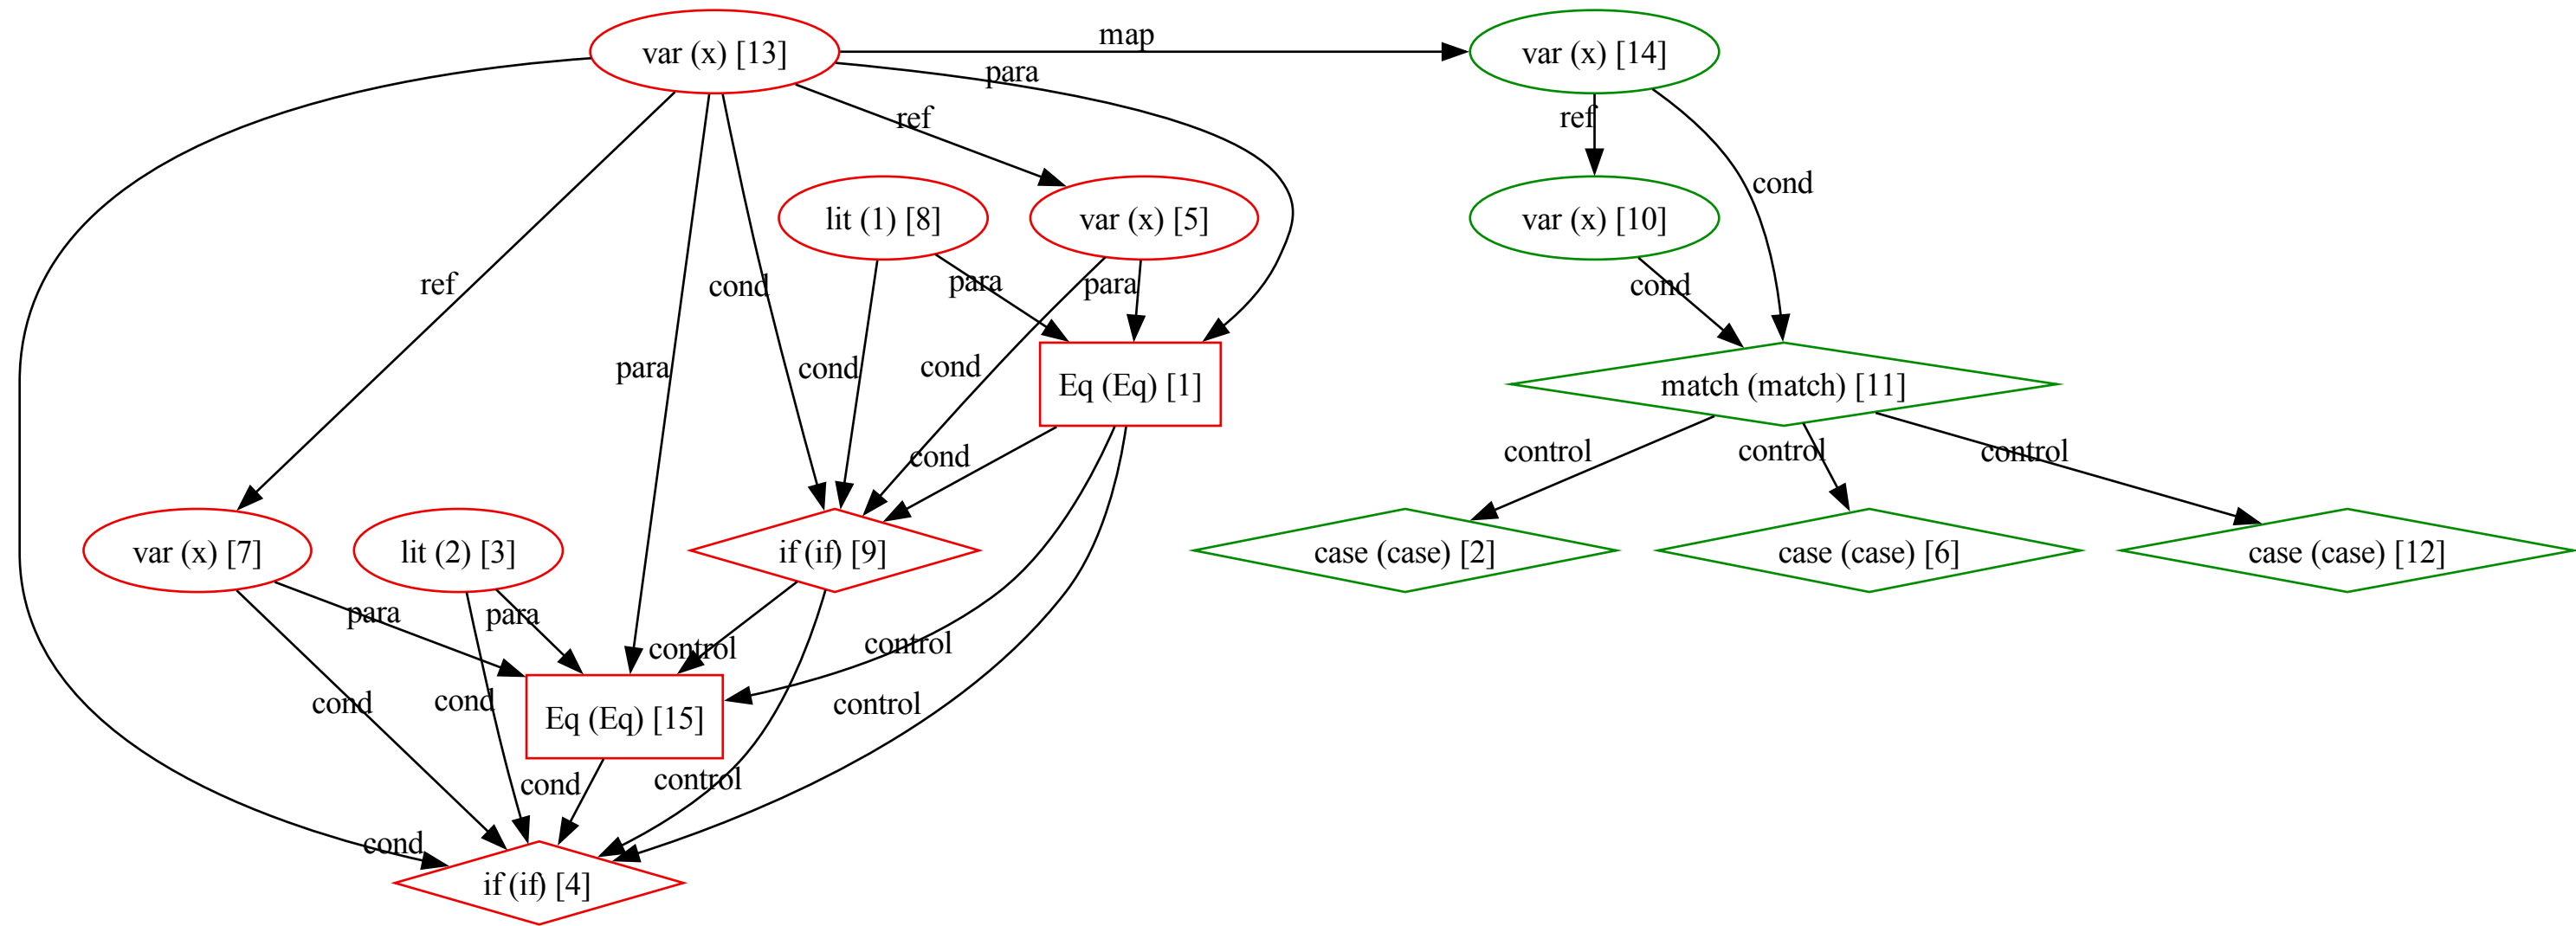 var (x) [13]
map
var (x) [14]
para
ref
ref
cond
lit (1) [8]
var (x) [5]
var (x) [10]
ref
cond
para
para
cond
para
cond
cond
Eq (Eq) [1]
match (match) [11]
cond
control
control
control
var (x) [7]
lit (2) [3]
if (if) [9]
case (case) [2]
case (case) [6]
case (case) [12]
para
para
control
control
cond
cond
control
Eq (Eq) [15]
cond
control
cond
if (if) [4]